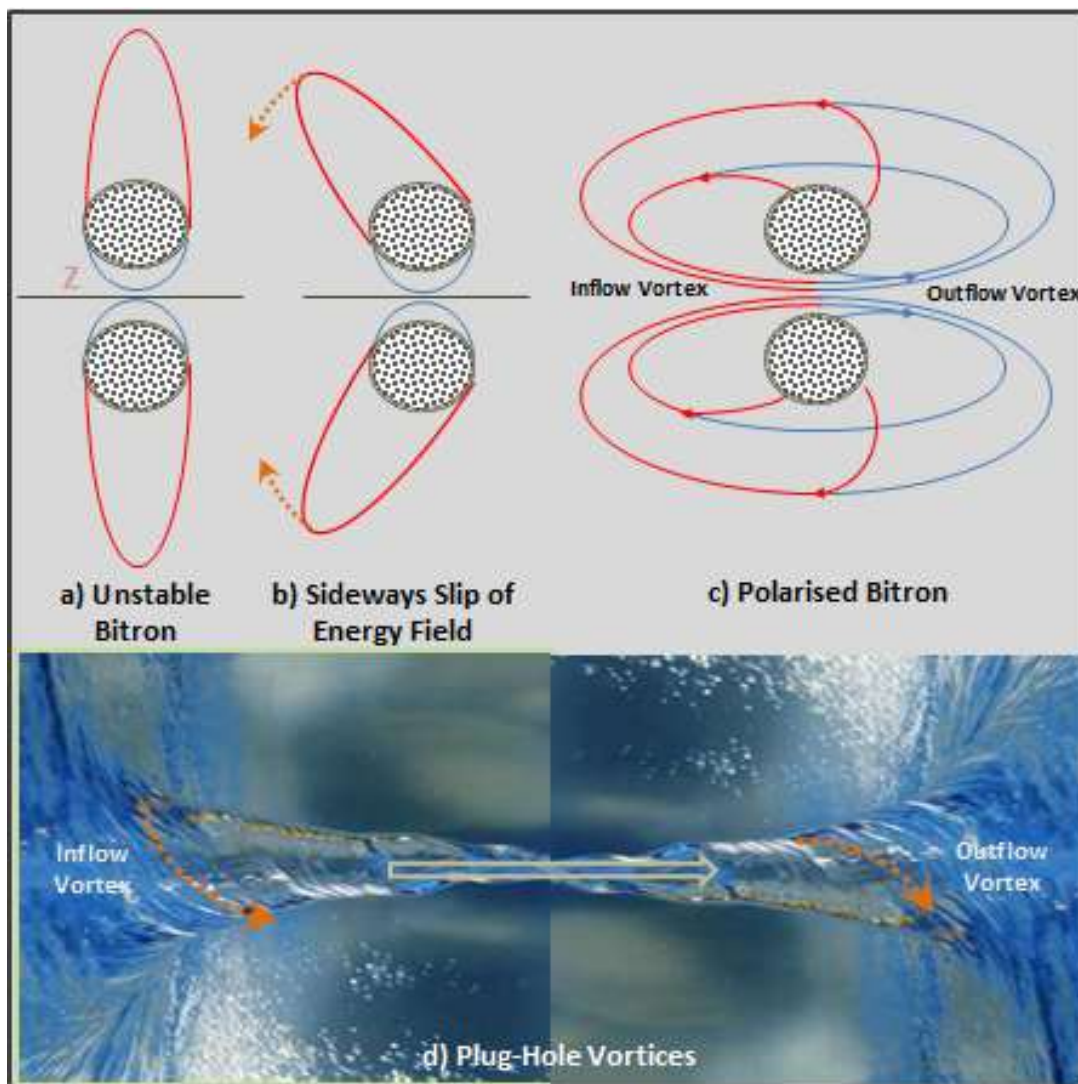 Z
Inflow Vortex
Outflow Vortex
a) Unstable
Bitron
b) Sideways Slip of
Energy Field
c) Polarised Bitron
Inflow
Vortex
Outflow
Vortex
d) Plug-Hole Vortices